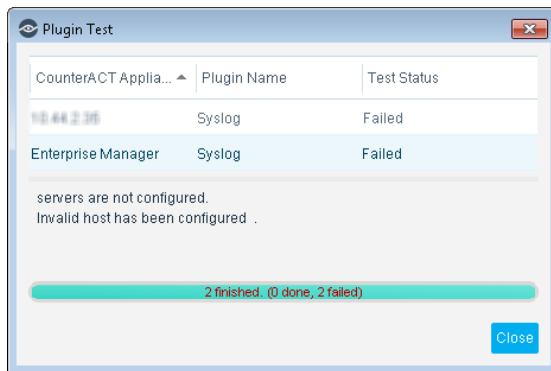 Plugin Test
CounterACT Applia... Plugin Name Test Status
Syslog Failed
Enterprise Manager Syslog Failed
servers are not configured.
Invalid host has been configured .
2 finished. (0 done, 2 failed)
Close